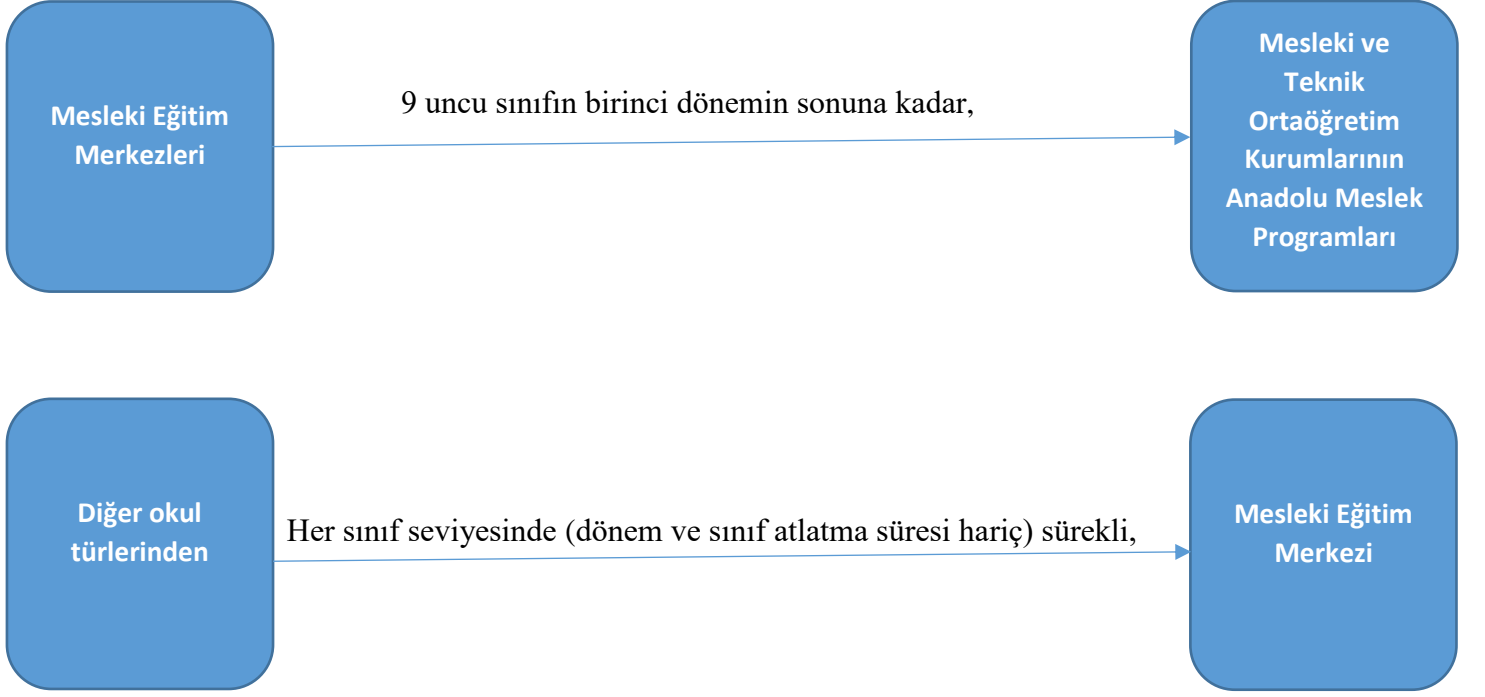 Mesleki Eğitim
Merkezleri
9 uncu sınıfın birinci dönemin sonuna kadar,
Mesleki ve
Teknik
Ortaöğretim
Kurumlarının
Anadolu Meslek
Programları
Diğer okul
türlerinden
Her sınıf seviyesinde (dönem ve sınıf atlatma süresi hariç) sürekli,
Mesleki Eğitim
Merkezi